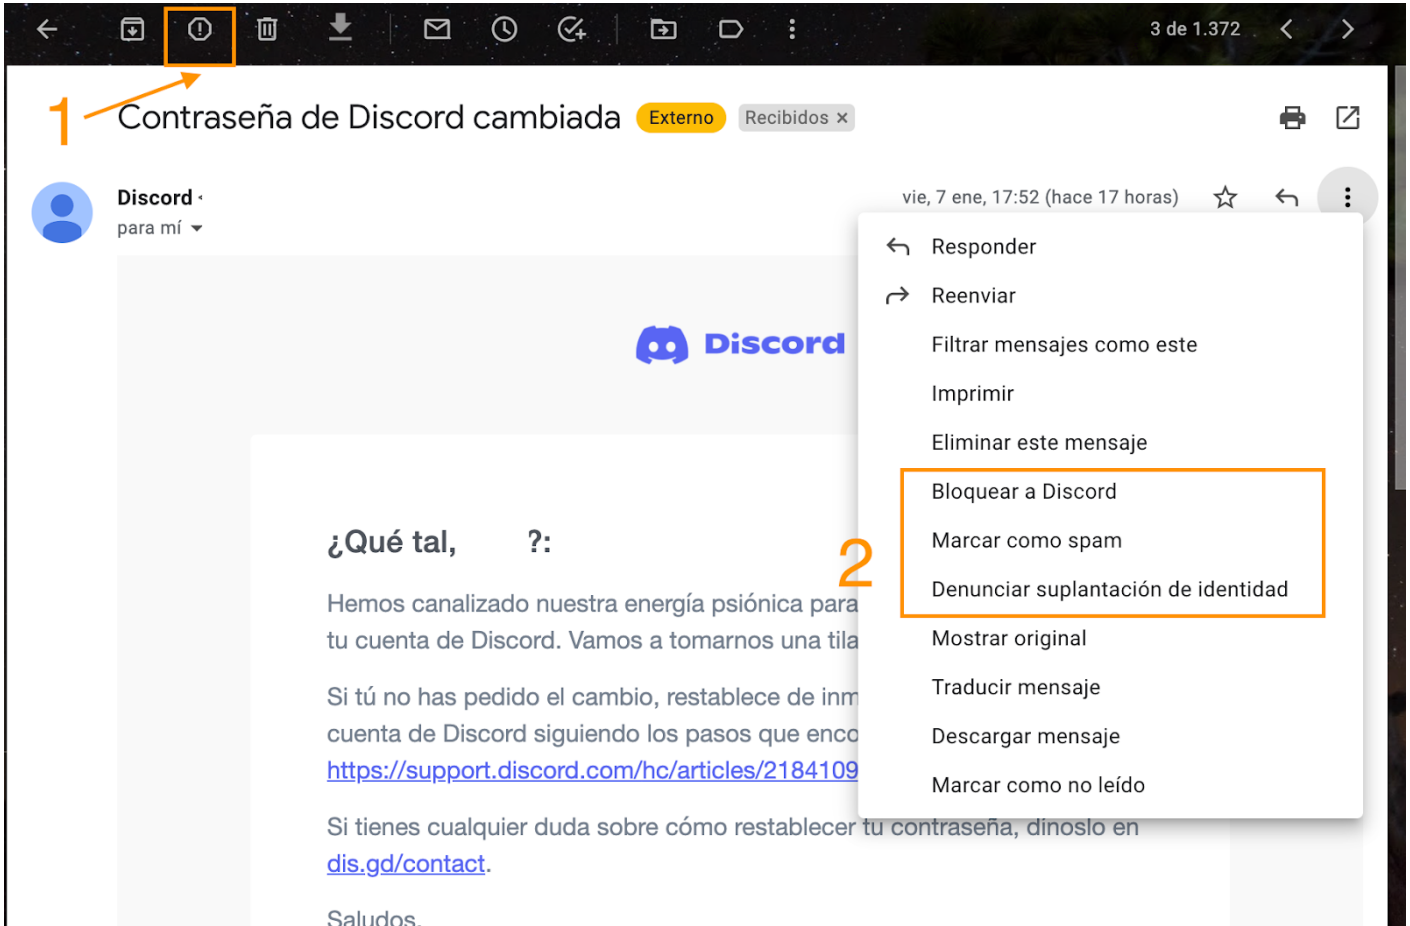 3 de 1.372
1
Contraseña de Discord cambiada Externo Recibidos ×
Discord
vie, 7 ene, 17:52 (hace 17 horas)
para mí
Responder
Reenviar
Filtrar mensajes como este
Imprimir
Eliminar este mensaje
2
Bloquear a Discord
Marcar como spam
Denunciar suplantación de identidad
Mostrar original
Traducir mensaje
Descargar mensaje
Marcar como no leído
Discord
¿Qué tal, ?:
Hemos canalizado nuestra energía psiónica para
tu cuenta de Discord. Vamos a tomarnos una tila
Si tú no has pedido el cambio, restablece de
cuenta de Discord siguiendo los pasos que
https://support.discord.com/hc/articles/2184109
Si tienes cualquier duda sobre cómo restablecer tu contraseña, dínoslo en
dis.gd/contact.
Saludos,